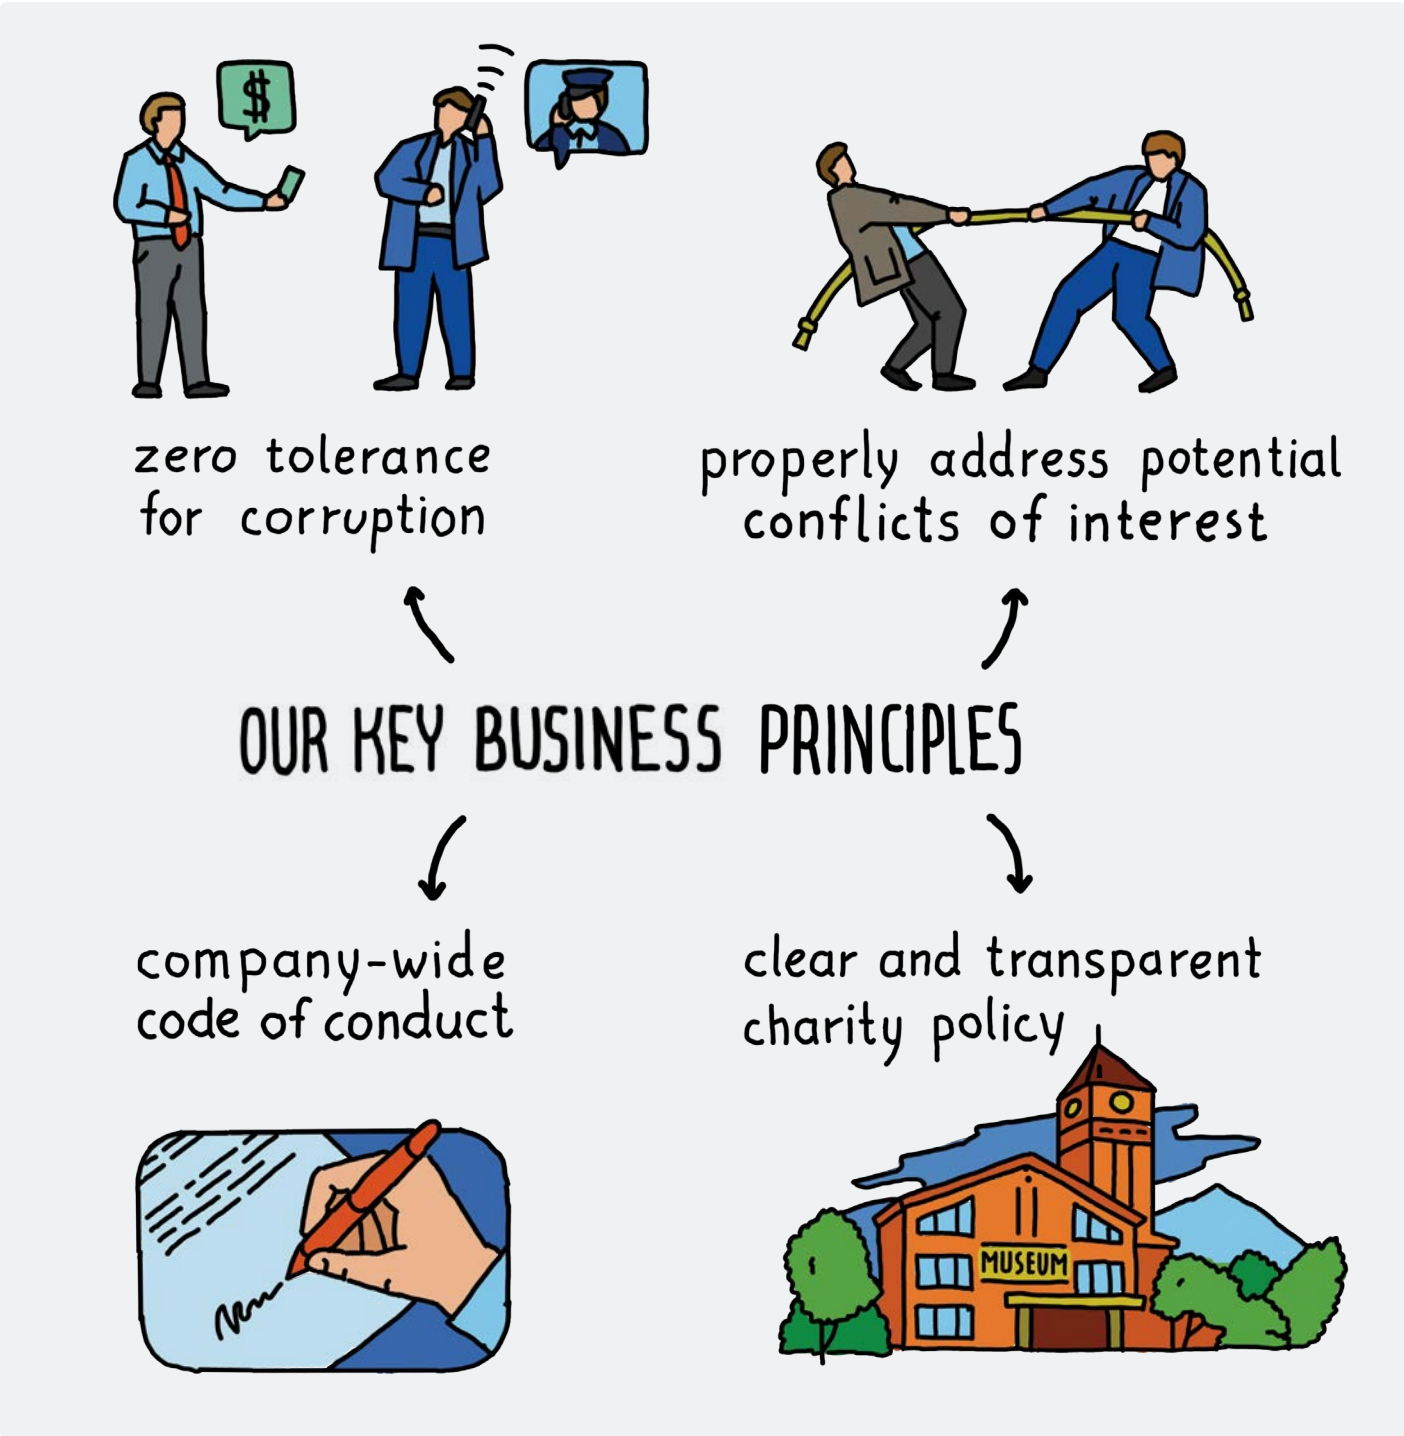 $
zero tolerance
for corruption
properly address potential
conflicts of interest
OUR KEY BUSINESS PRINCIPLES
company-wide
code of conduct
clear and transparent
charity policy
MUSEUM